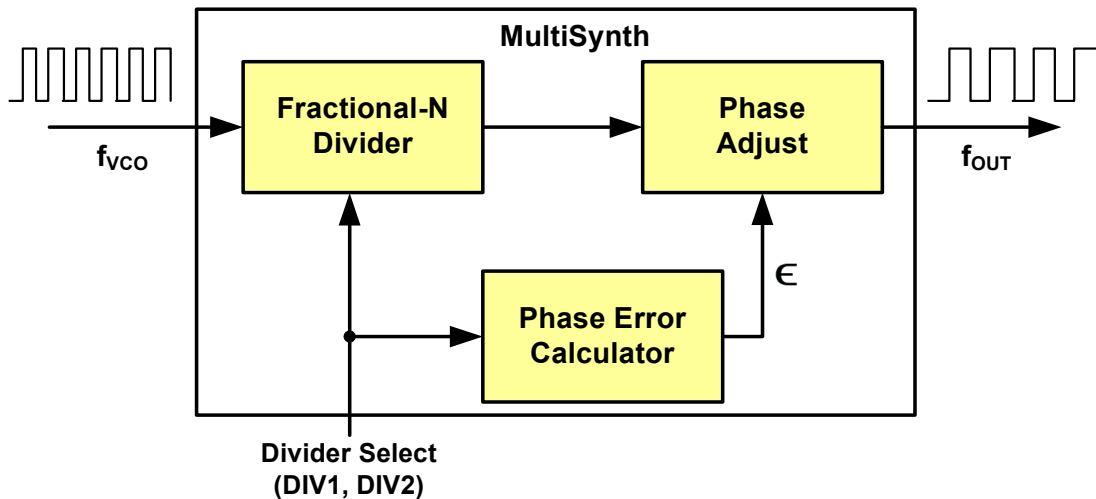 MultiSynth
Fractional-N
Divider
Phase
Adjust
fVCO
fOUT
ϵ
Phase Error
Calculator
Divider Select
(DIV1, DIV2)